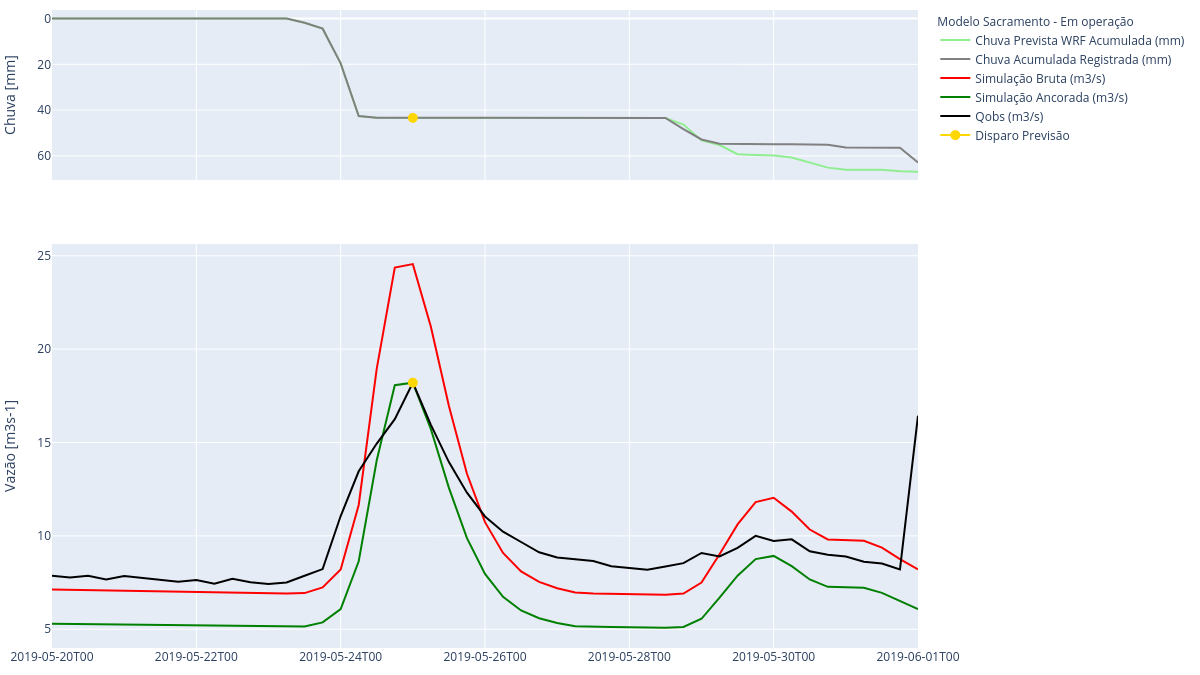 Modelo Sacramento - Em operação
Chuva Prevista WRF Acumulada (mm)
Chuva Acumulada Registrada (mm)
Simulação Bruta (m3/s)
Simulação Ancorada (m3/s)
Qobs (m3/s)
Disparo Previsão
Chuva [mm]
0
20
40
60
Vazão [m3s-1]
25
20
15
10
5
2019-05-20T00
2019-05-22T00
2019-05-24T00
2019-05-26T00
2019-05-28T00
2019-05-30T00
2019-06-01T00